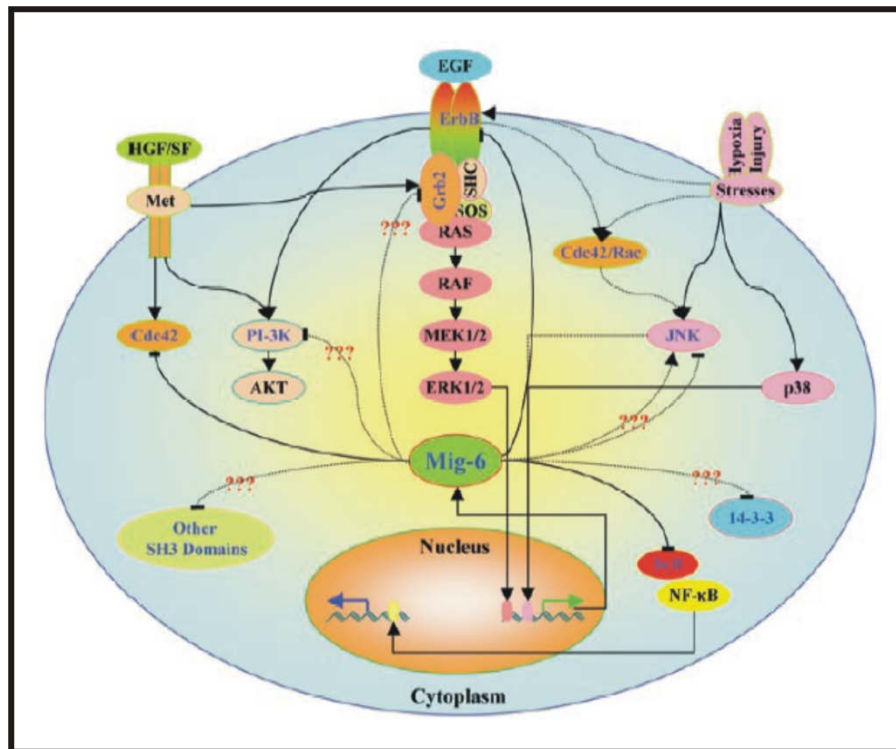 EGF
ErbB
HGF/SF
Hypoxia
Injury
Met
Grb2
SHC
Stresses
SOS
???
RAS
Cdc42/Rac
RAF
Cdc42
PI-3K
MEK1/2
JNK
???
AKT
ERK1/2
p38
???
Mig-6
???
???
14-3-3
Other
SH3 Domains
Nucleus
NF-κB
Cytoplasm